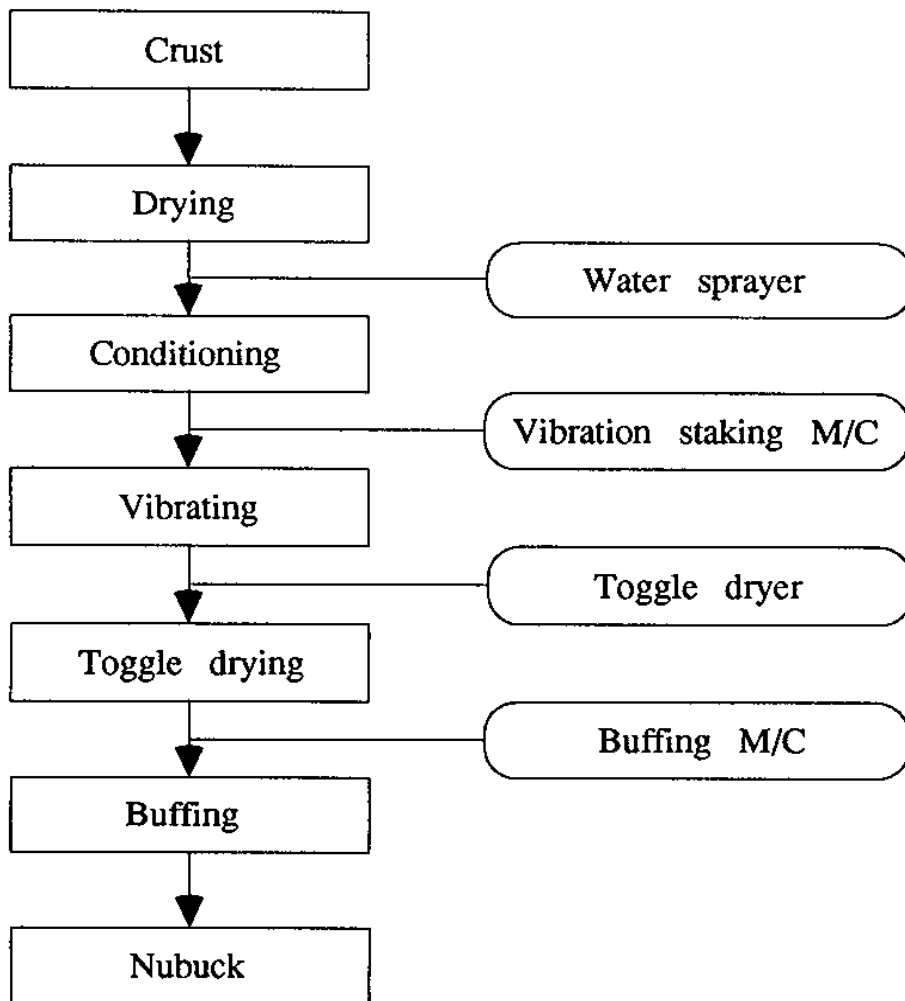 Crust
Drying
Water sprayer
Conditioning
Vibration staking M/C
Vibrating
Toggle dryer
Toggle drying
Buffing M/C
Buffing
Nubuck